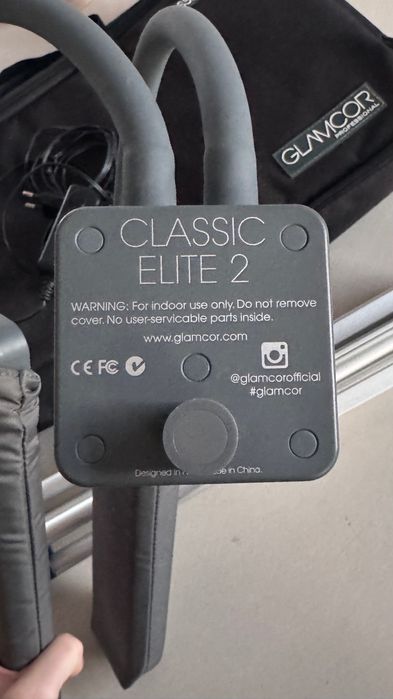 GLAMCOR
PROFESSIONAL
CLASSIC
ELITE 2
WARNING: For indoor use only. Do not remove
cover. No user-servicable parts inside.
www.glamcor.com
CE FC
@glamcorofficial
#glamcor
Designed in in China.